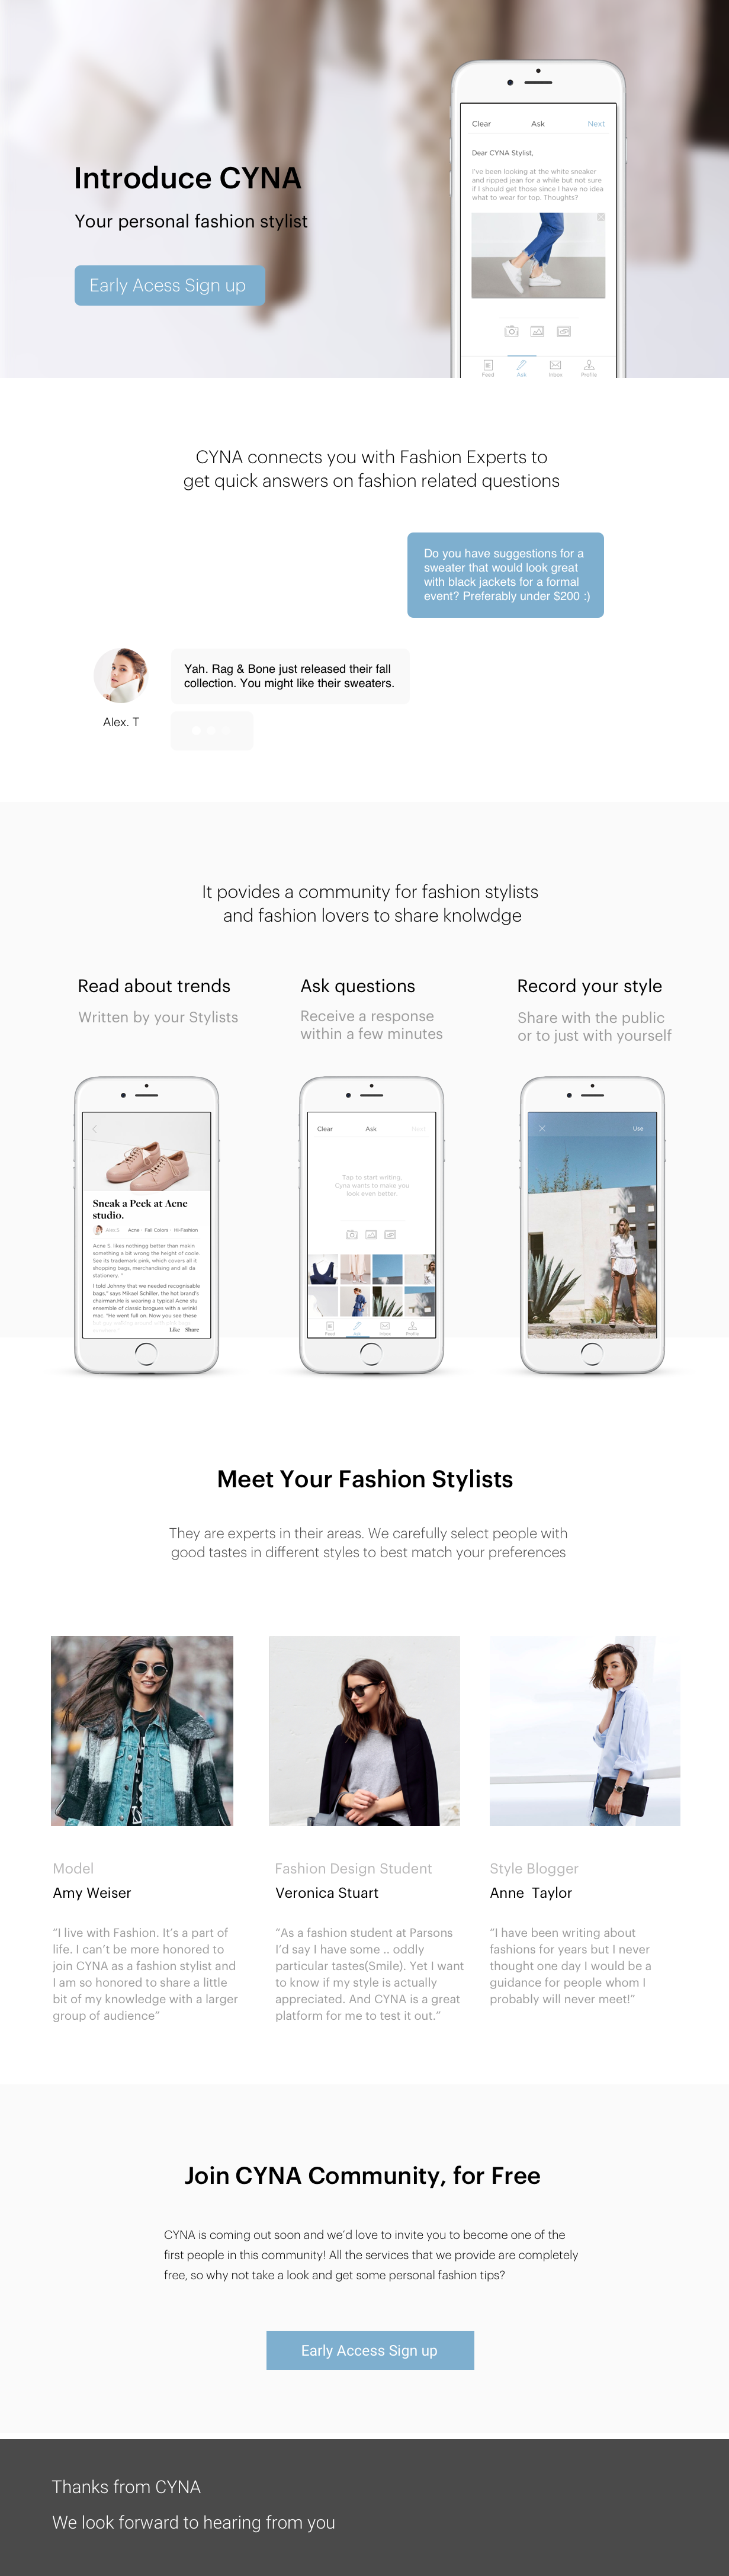 Introduce CYNA
Your personal fashion stylist
Early Acess Sign up
Clear Ask Next
Dear CYNA Stylist,
I've been looking at the white sneaker
and ripped jean for a while but not sure
if I should get those since I have no idea
what to wear for top. Thoughts?
Feed Ask Inbox Profile
CYNA connects you with Fashion Experts to
get quick answers on fashion related questions
Do you have suggestions for a
sweater that would look great
with black jackets for a formal
event? Preferably under $200 :)
Yah. Rag & Bone just released their fall
collection. You might like their sweaters.
Alex. T
It povides a community for fashion stylists
and fashion lovers to share knolwdge
Read about trends
Written by your Stylists
Ask questions
Receive a response
within a few minutes
Record your style
Share with the public
or to just with yourself
Sneak a Peek at Acne
studio.
Alex S. Acne · Fall Colors · Hi-Fashion
Acne S. likes nothingg better than makin
something a bit wrong the height of coole.
See its trademark pink, which covers all it
shopping bags, merchandising and all da
stationery. "
I told Johnny that we needed recognisable
bags," says Mikael Schiller, the hot brand's
chairman.He is wearing a typical Acne stu
ensemble of classic brogues with a wrinkl
mac. "He went full on. Now you see these
Like Share
Clear Ask Next
Tap to start writing,
Cyna wants to make you
look even better.
Feed Ask Inbox Profile
Use
Meet Your Fashion Stylists
They are experts in their areas. We carefully select people with
good tastes in different styles to best match your preferences
Model
Amy Weiser
“I live with Fashion. It’s a part of
life. I can’t be more honored to
join CYNA as a fashion stylist and
I am so honored to share a little
bit of my knowledge with a larger
group of audience”
Fashion Design Student
Veronica Stuart
“As a fashion student at Parsons
I’d say I have some .. oddly
particular tastes(Smile). Yet I want
to know if my style is actually
appreciated. And CYNA is a great
platform for me to test it out.”
Style Blogger
Anne Taylor
“I have been writing about
fashions for years but I never
thought one day I would be a
guidance for people whom I
probably will never meet!”
Join CYNA Community, for Free
CYNA is coming out soon and we’d love to invite you to become one of the
first people in this community! All the services that we provide are completely
free, so why not take a look and get some personal fashion tips?
Early Access Sign up
Thanks from CYNA
We look forward to hearing from you